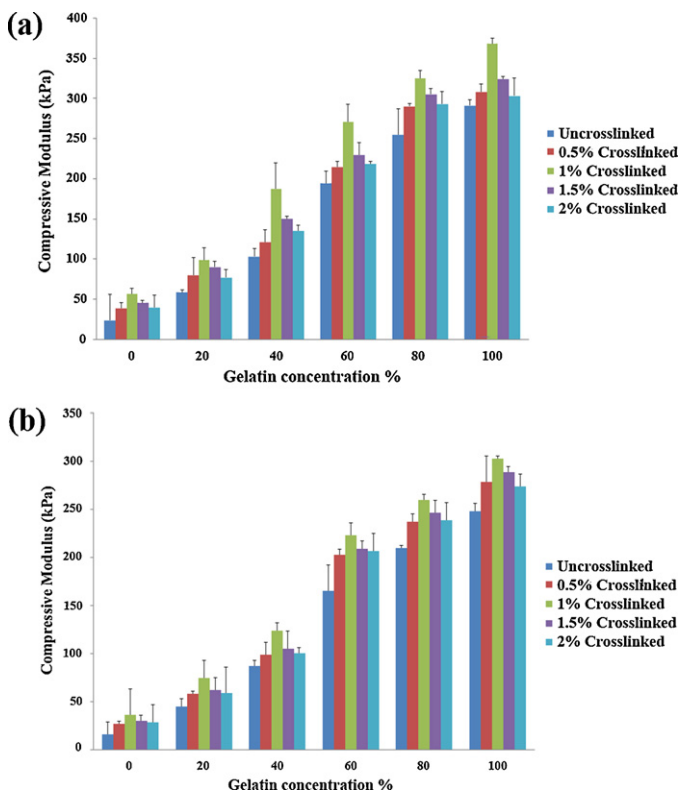 (a)
Compressive Modulus (kPa)
400
350
300
250
200
150
100
50
0
0 20 40 60 80 100
Gelatin concentration %
Uncrosslinked
0.5% Crosslinked
1% Crosslinked
1.5% Crosslinked
2% Crosslinked
(b)
Compressive Modulus (kPa)
350
300
250
200
150
100
50
0
0 20 40 60 80 100
Gelatin concentration %
Uncrosslinked
0.5% Crosslinked
1% Crosslinked
1.5% Crosslinked
2% Crosslinked